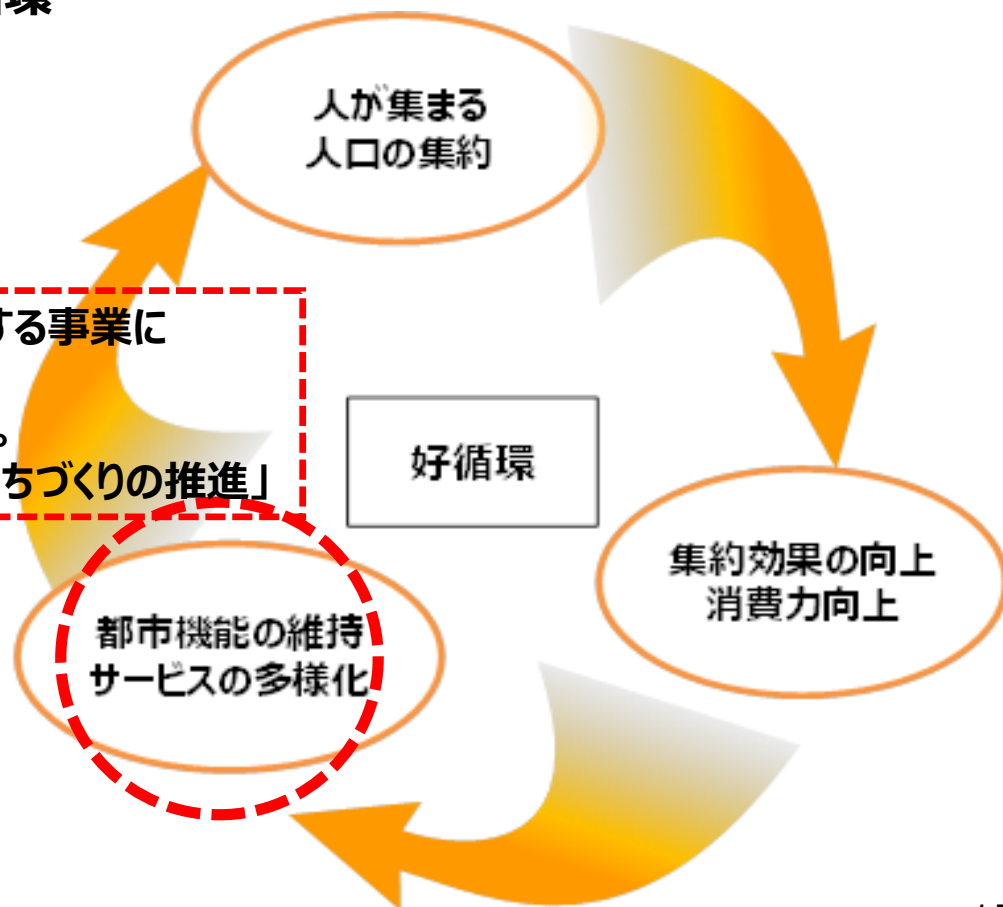 環
人が集まる
人口の集約
する事業に
。
ちづくりの推進」
好循環
集約効果の向上
消費力向上
都市機能の維持
サービスの多様化